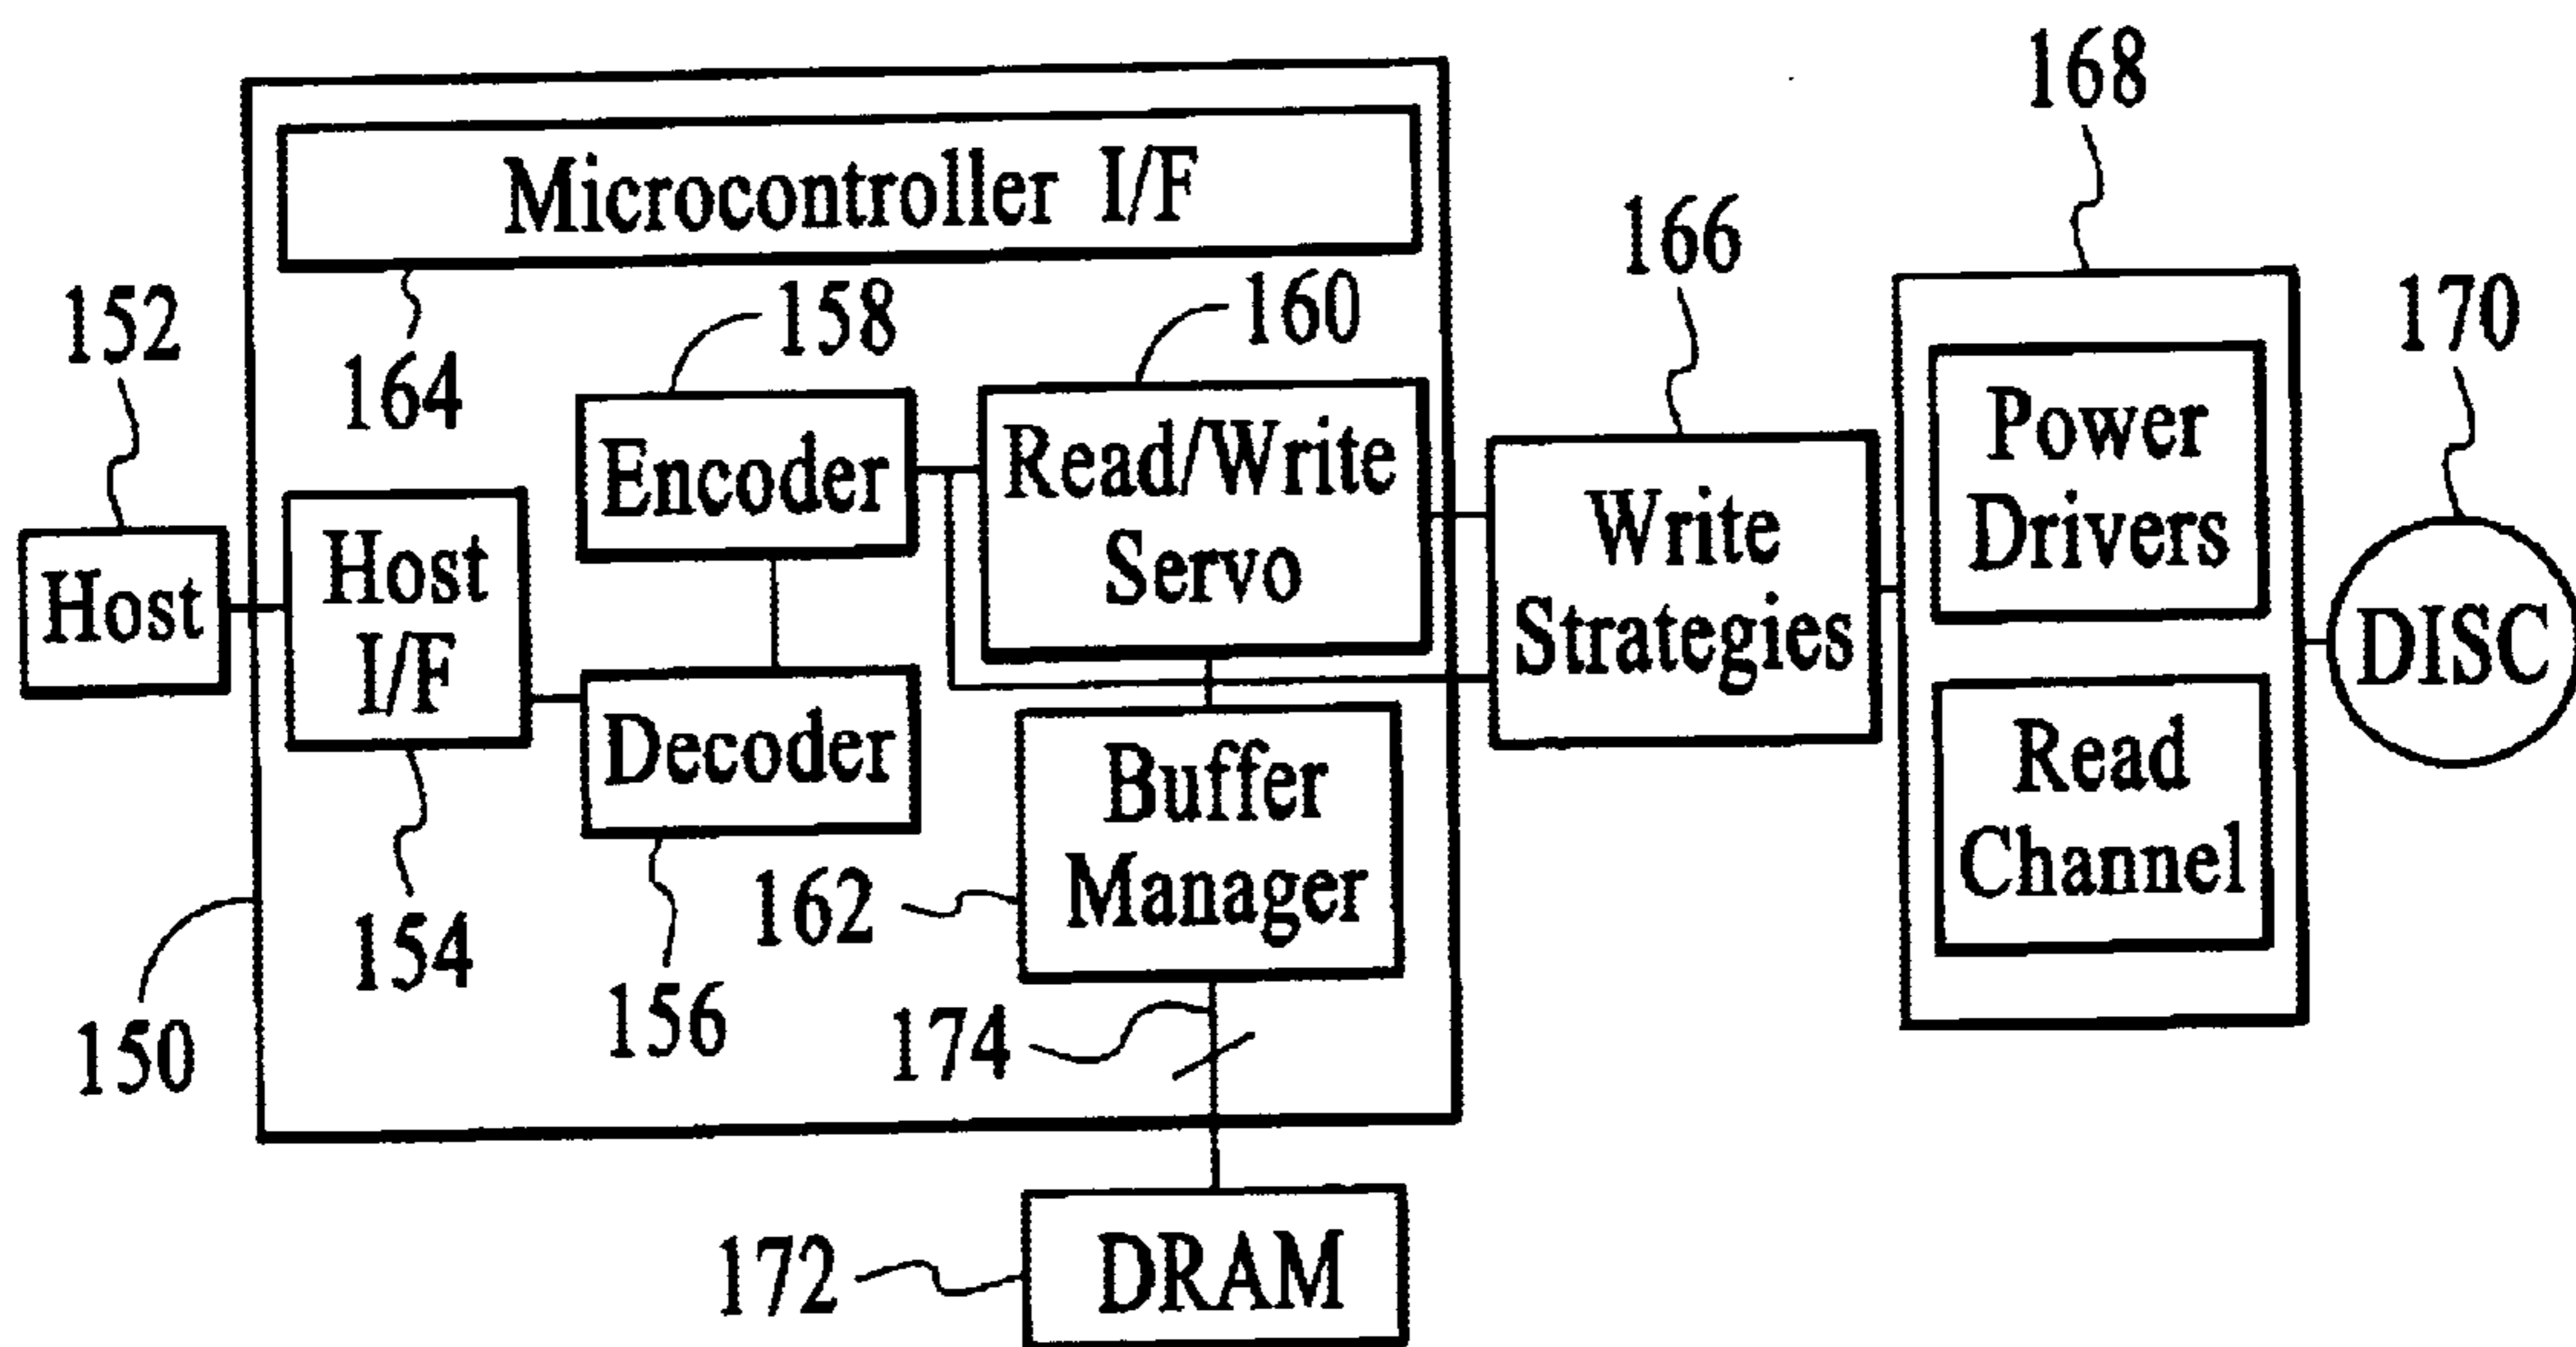 168
Microcontroller I/F
166
152
158
160
170
164
Power
Drivers
Encoder
Read/Write
Servo
Write
Strategies
Host
Host
I/F
DISC
Decoder
Read
Channel
Buffer
Manager
162
154
156
174
150
172
DRAM